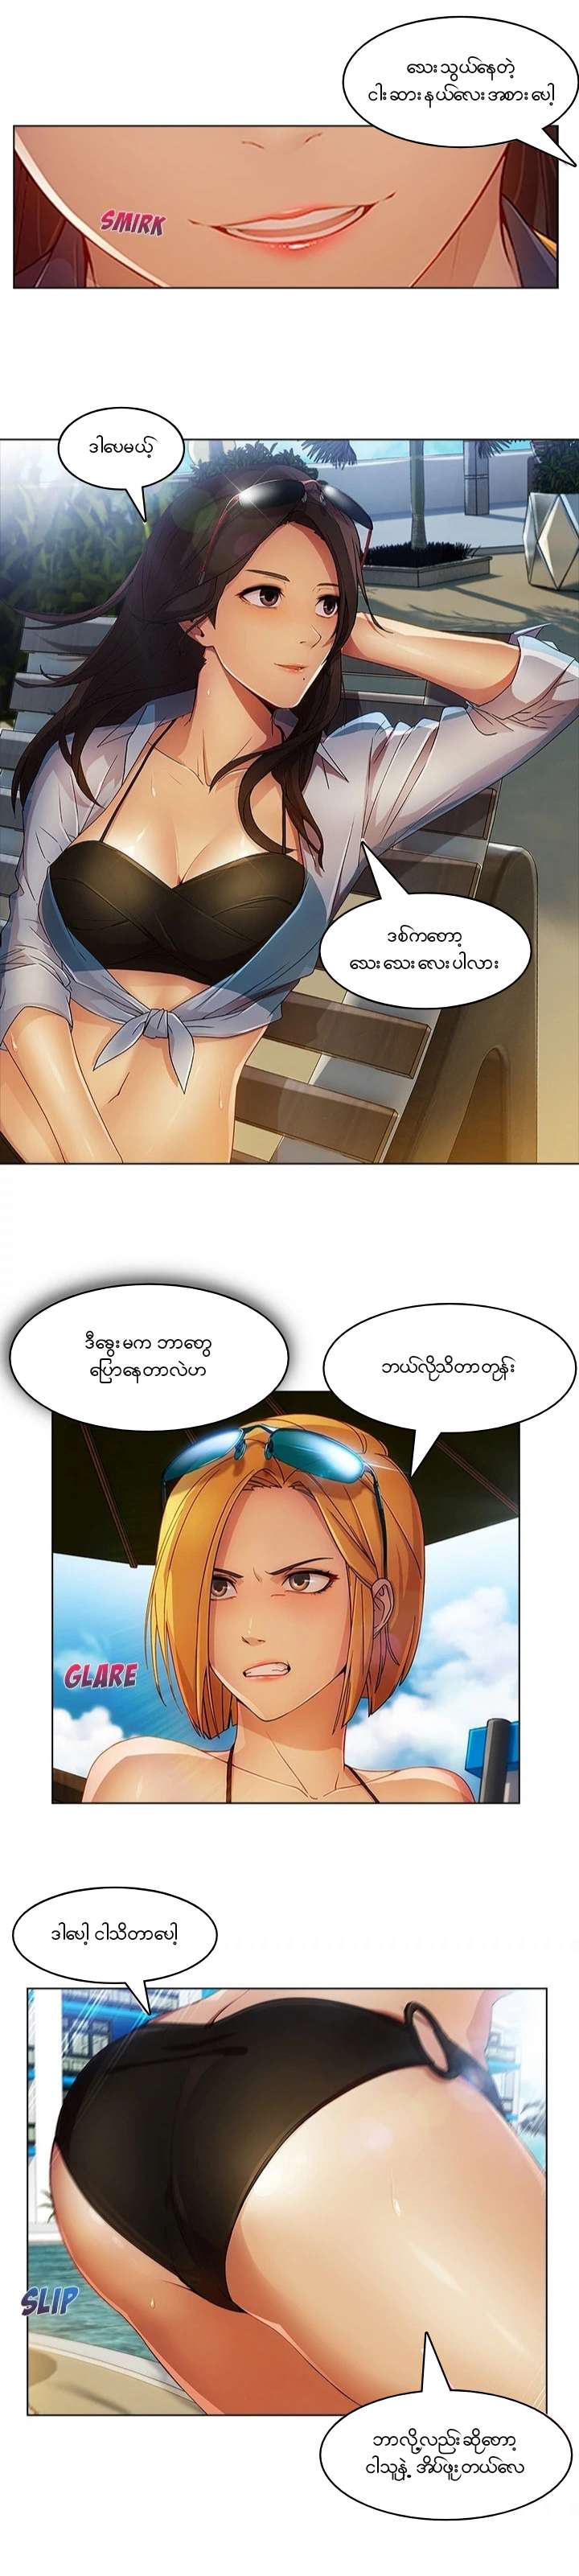 သေးသွယ်နေတဲ့
ငါးဆားနယ်လေးအစားပေါ့
SMIRK
ဒါပေမယ့်
ဒစ်ကတော့
သေးသေးလေးပါလား
ဒီခွေးမက ဘာတွေ
ပြောနေတာလဲဟ
ဘယ်လိုသိတာတုန်း
GLARE
ဒါပေါ့ ငါသိတာပေါ့
SLIP
ဘာလို့လည်းဆိုတော့
ငါသူနဲ့ အိပ်ဖူးတယ်လေ